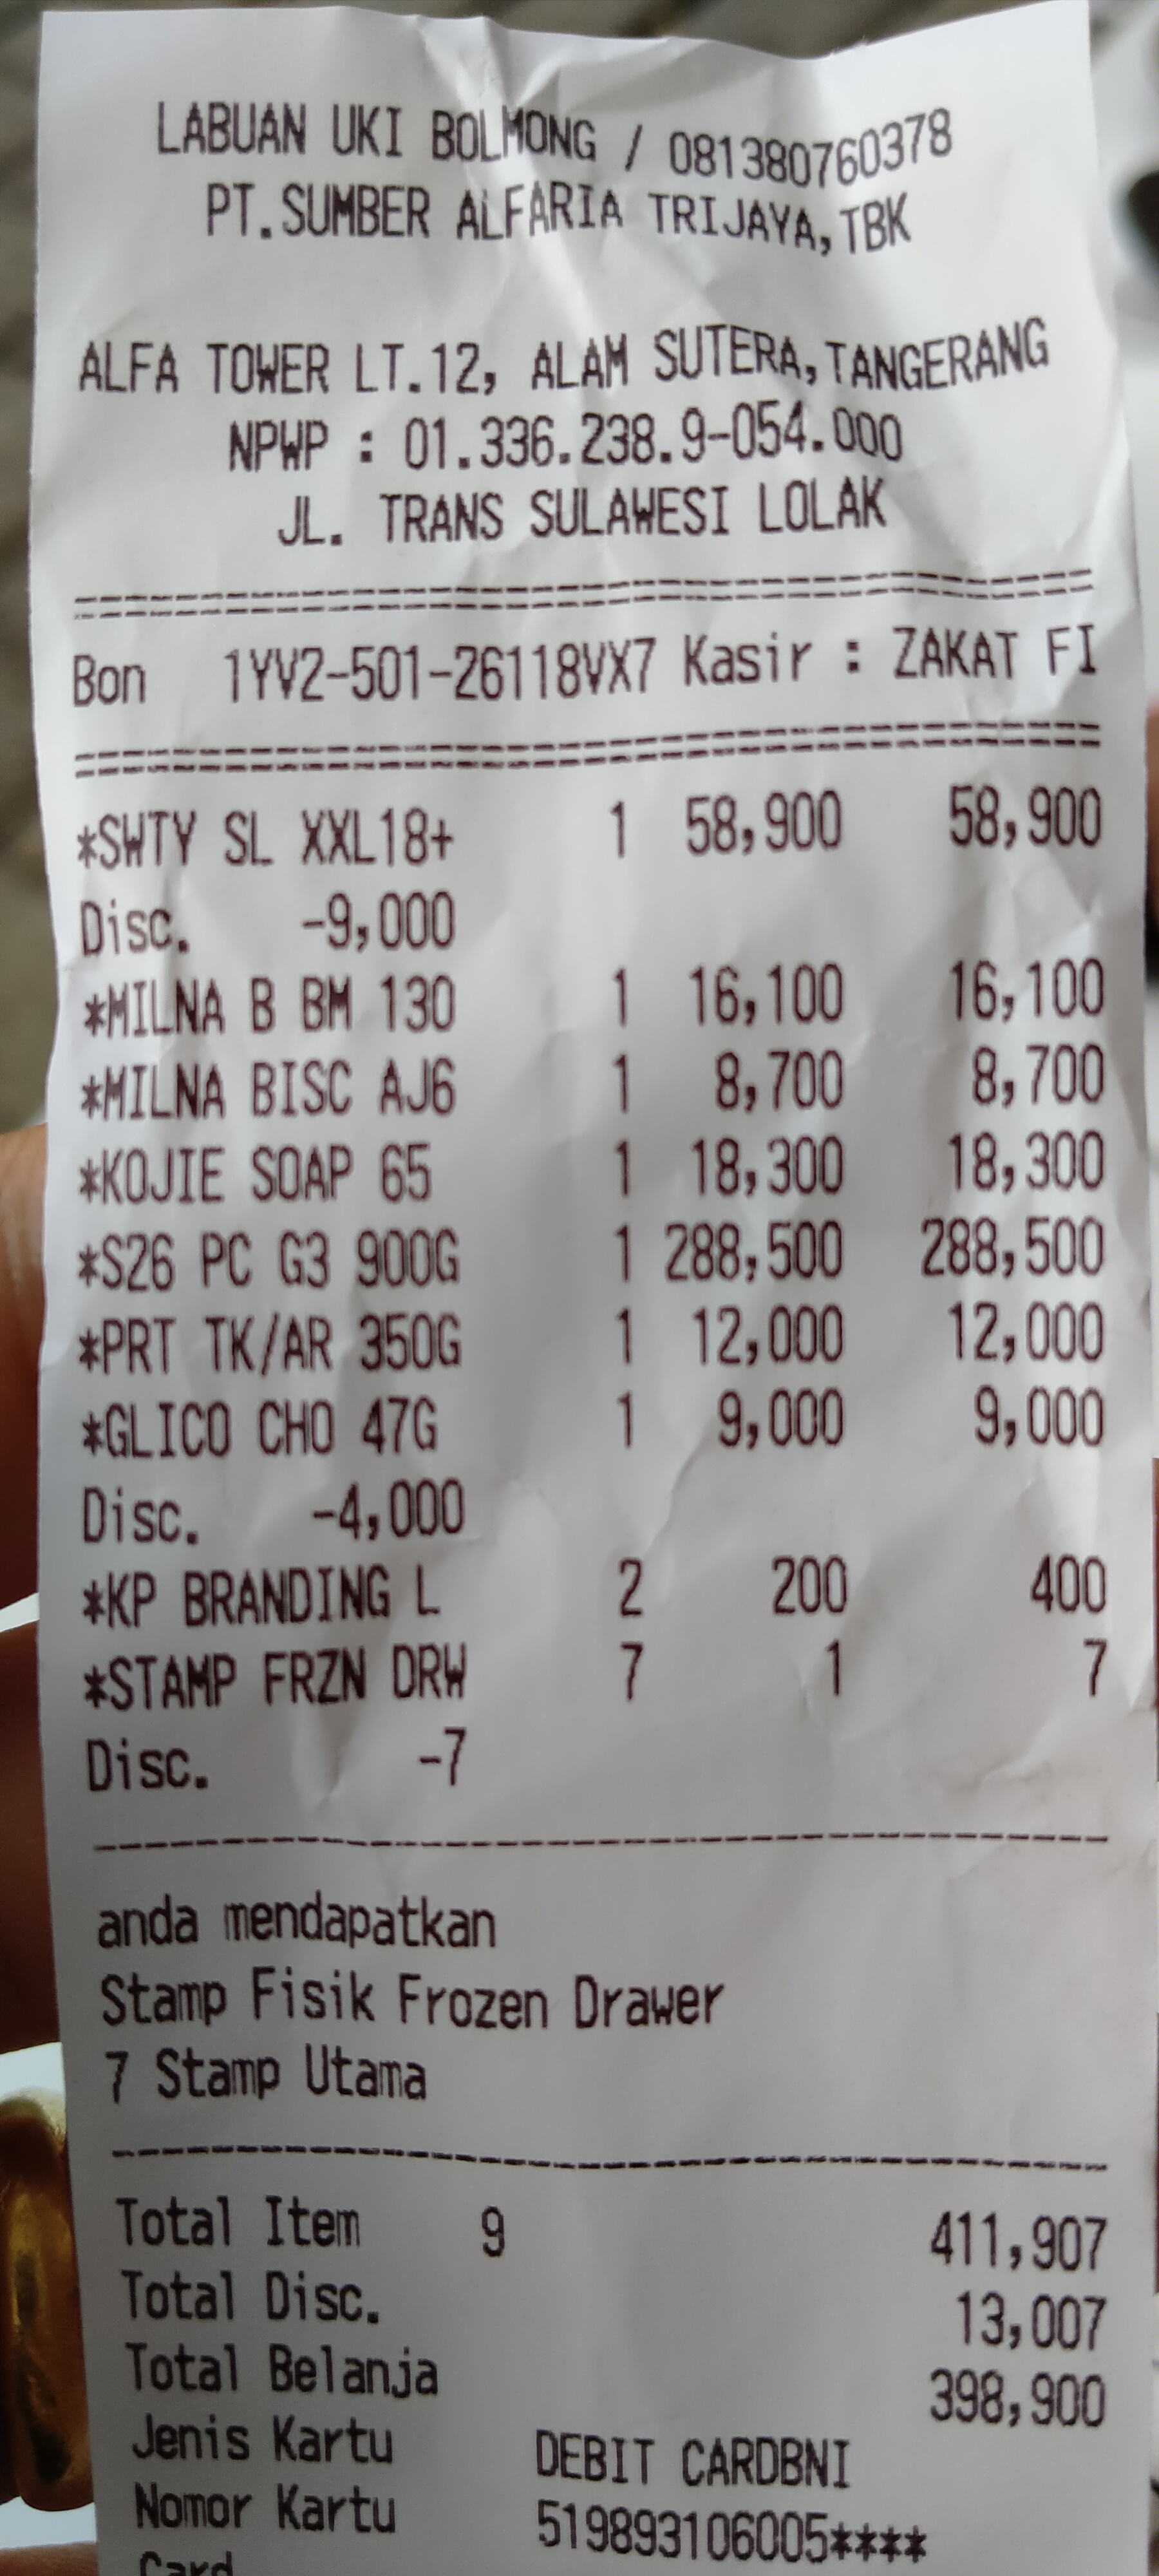 LABUAN UKI BOLMONG / 081380760378
PT.SUMBER ALFARIA TRIJAYA,TBK
ALFA TOWER LT.12, ALAM SUTERA,TANGERANG
NPWP : 01.336.238.9-054.000
JL. TRANS SULAWESI LOLAK
Bon 1YV2-501-26118VX7 Kasir : ZAKAT FI
*SWTY SL XXL18+ 1 58,900 58,900
Disc. -9,000
*MILNA B BM 130 1 16,100 16,100
*MILNA BISC AJ6 1 8,700 8,700
*KOJIE SOAP 65 1 18,300 18,300
*S26 PC G3 900G 1 288,500 288,500
*PRT TK/AR 350G 1 12,000 12,000
*GLICO CHO 47G 1 9,000 9,000
Disc. -4,000
*KP BRANDING L 2 200 400
*STAMP FRZN DRW 7 1 7
Disc. -7
anda mendapatkan
Stamp Fisik Frozen Drawer
7 Stamp Utama
Total Item 9 411,907
Total Disc. 13,007
Total Belanja 398,900
Jenis Kartu DEBIT CARDBNI
Nomor Kartu 519893106005****
Card